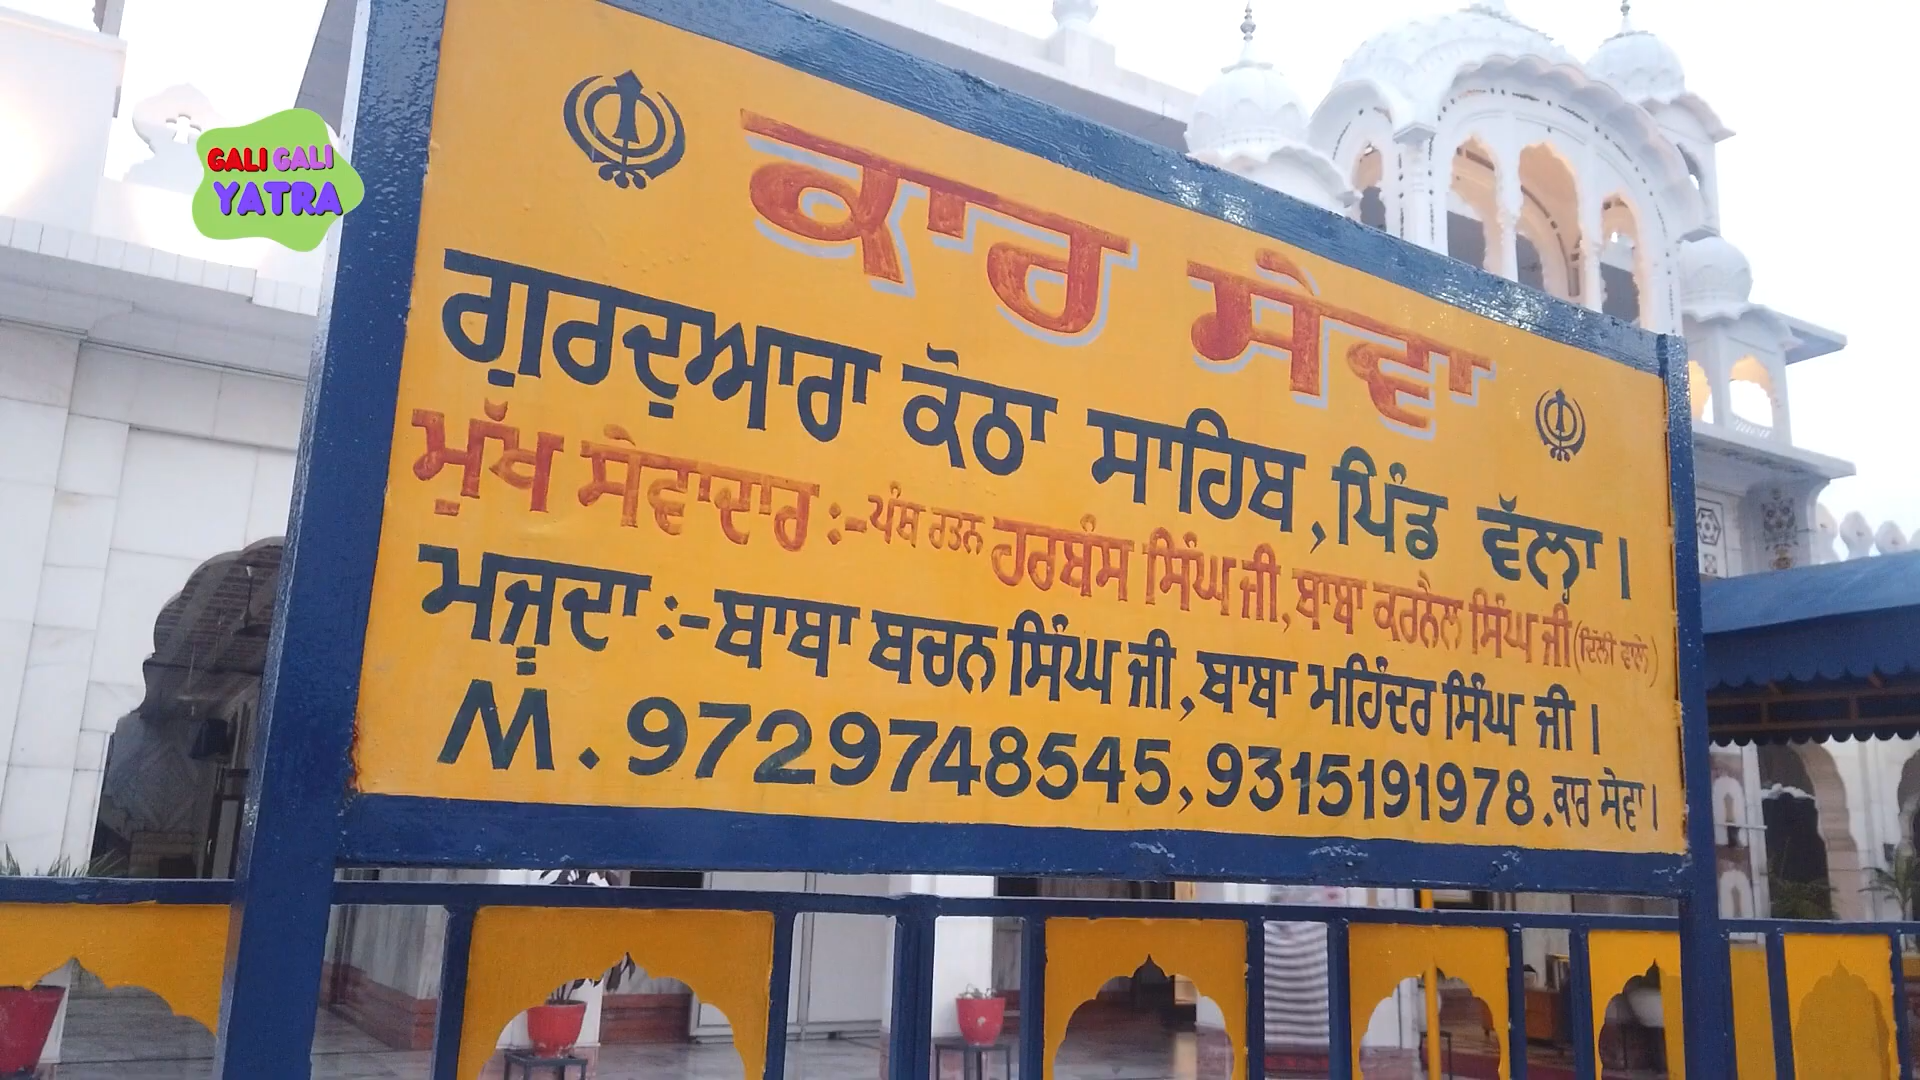 GALI GALI
YATRA
ਕਾਰ ਸੇਵਾ
ਗੁਰਦੁਆਰਾ ਕੋਠਾ ਸਾਹਿਬ, ਪਿੰਡ ਵੱਲ੍ਹਾ।
ਮੁੱਖ ਸੇਵਾਦਾਰ :- ਪੰਥ ਰਤਨ ਹਰਬੰਸ ਸਿੰਘ ਜੀ, ਬਾਬਾ ਕਰਨੈਲ ਸਿੰਘ ਜੀ (ਦਿੱਲੀ ਵਾਲੇ)
ਮਜੂਦਾ :- ਬਾਬਾ ਬਚਨ ਸਿੰਘ ਜੀ, ਬਾਬਾ ਮਹਿੰਦਰ ਸਿੰਘ ਜੀ।
M. 9729748545, 9315191978. ਕਾਰ ਸੇਵਾ।